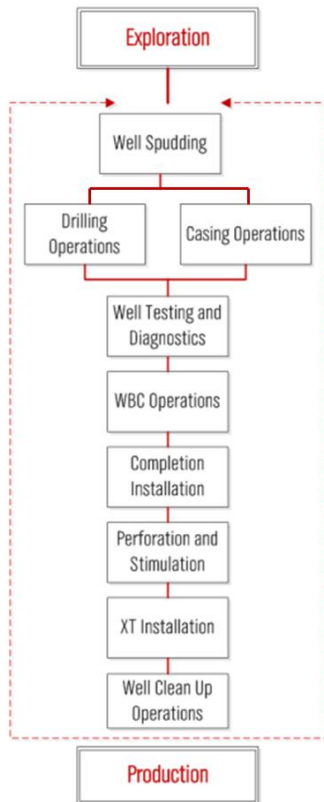 Exploration
Well Spudding
Drilling
Operations
Casing Operations
Well Testing and
Diagnostics
WBC Operations
Completion
Installation
Perforation and
Stimulation
XT Installation
Well Clean Up
Operations
Production